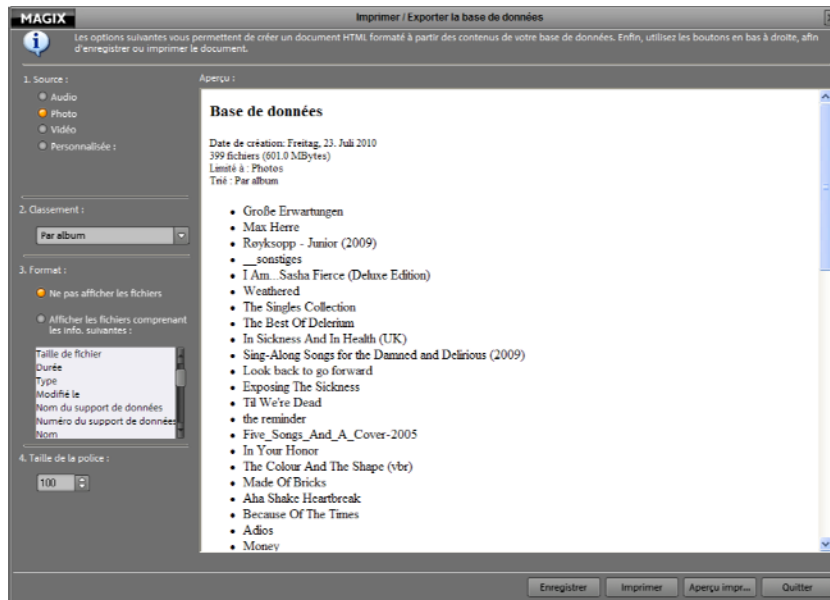 MAGIX
Imprimer / Exporter la base de données
Les options suivantes vous permettent de créer un document HTML formaté à partir des contenus de votre base de données. Enfin, utilisez les boutons en bas à droite, afin
d'enregistrer ou imprimer le document.
1. Source :
Audio
Photo
Vidéo
Personnalisée :
2. Classement :
Par album
3. Format :
Ne pas afficher les fichiers
Afficher les fichiers comprenant
les info. suivantes :
Taille de fichier
Durée
Type
Modifié le
Nom du support de données
Numéro du support de données
Nom
4. Taille de la police :
100
Aperçu :
Base de données
Date de création: Freitag, 23. Juli 2010
399 fichiers (601.0 MBytes)
Limité à : Photos
Trié : Par album
Große Erwartungen
Max Herre
Røyksopp - Junior (2009)
__sonstiges
I Am...Sasha Fierce (Deluxe Edition)
Weathered
The Singles Collection
The Best Of Delerium
In Sickness And In Health (UK)
Sing-Along Songs for the Damned and Delirious (2009)
Look back to go forward
Exposing The Sickness
Til We're Dead
the reminder
Five_Songs_And_A_Cover-2005
In Your Honor
The Colour And The Shape (vbr)
Made Of Bricks
Aha Shake Heartbreak
Because Of The Times
Adios
Money
Enregistrer
Imprimer
Aperçu impr...
Quitter